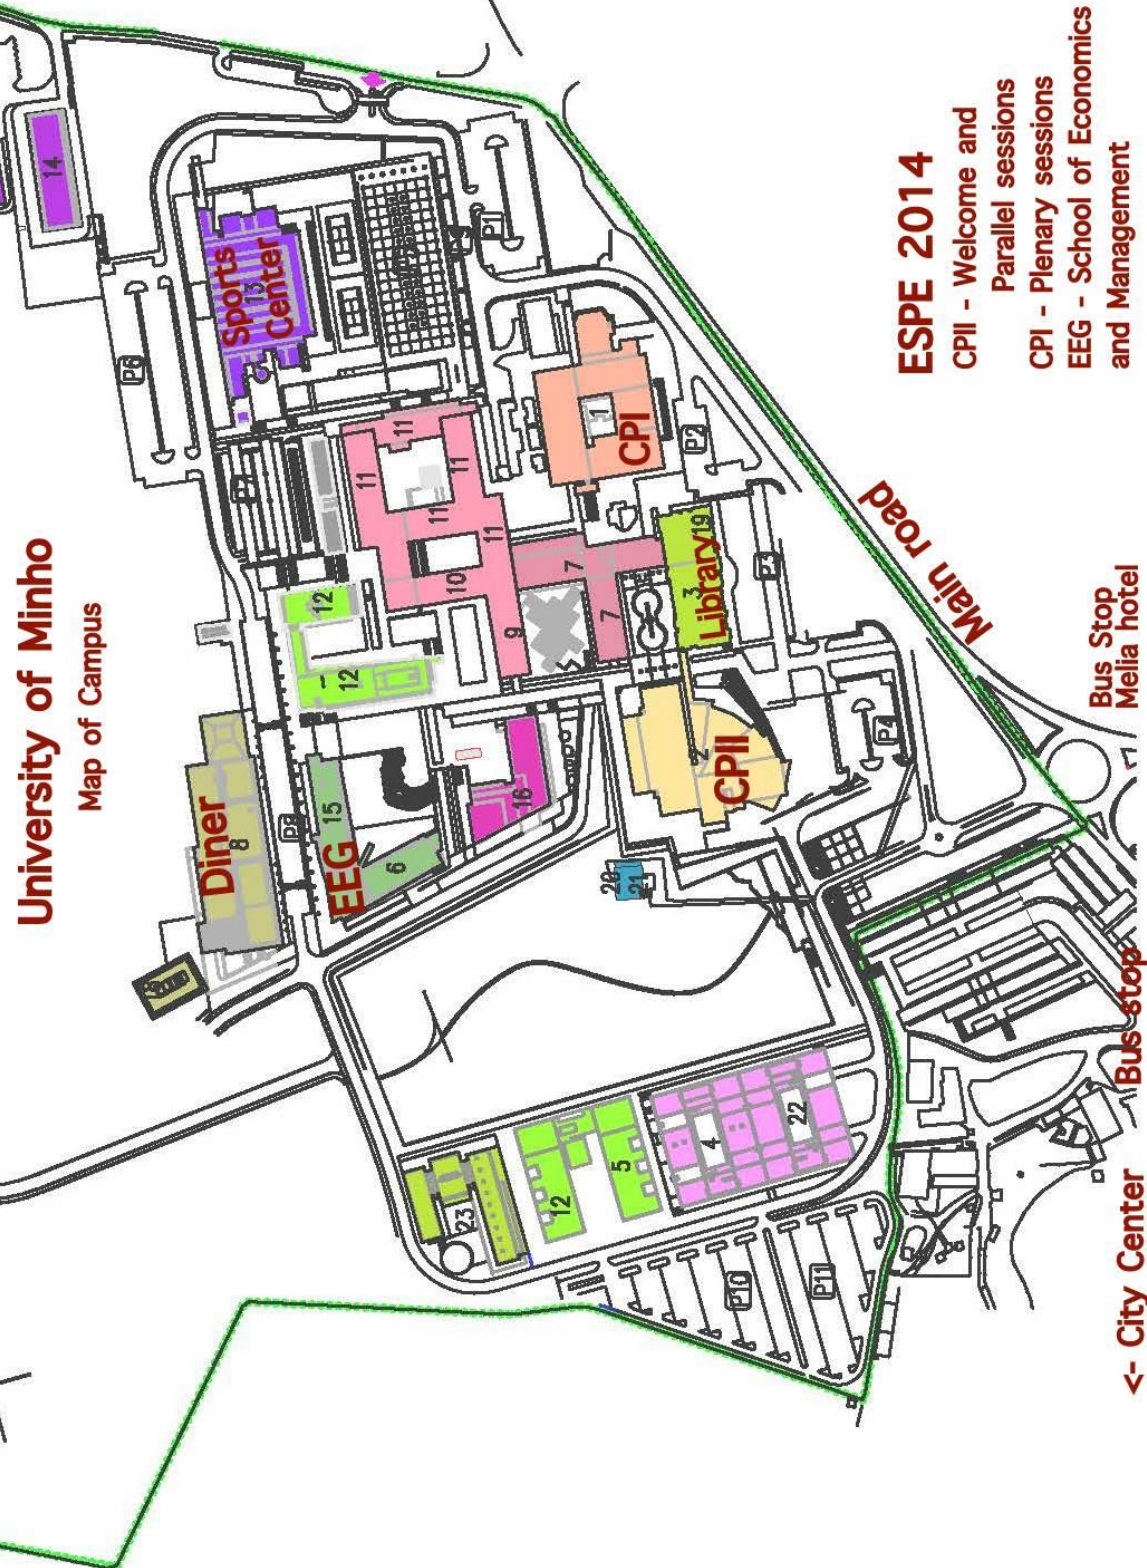 University of Minho
Map of Campus
14
P6
Diner
8
Sports
Center
13
P7
P8
EEG
15
6
12
12
11
11
11
11
11
10
9
16
23
12
5
4
22
7
7
20
21
1
CPI
P1
P2
3
19
Library
2
CPII
P3
P4
P10
P11
Main road
ESPE 2014
CPII - Welcome and
Parallel sessions
CPI - Plenary sessions
EEG - School of Economics
and Management
Bus Stop
Melia hotel
Bus stop
<- City Center